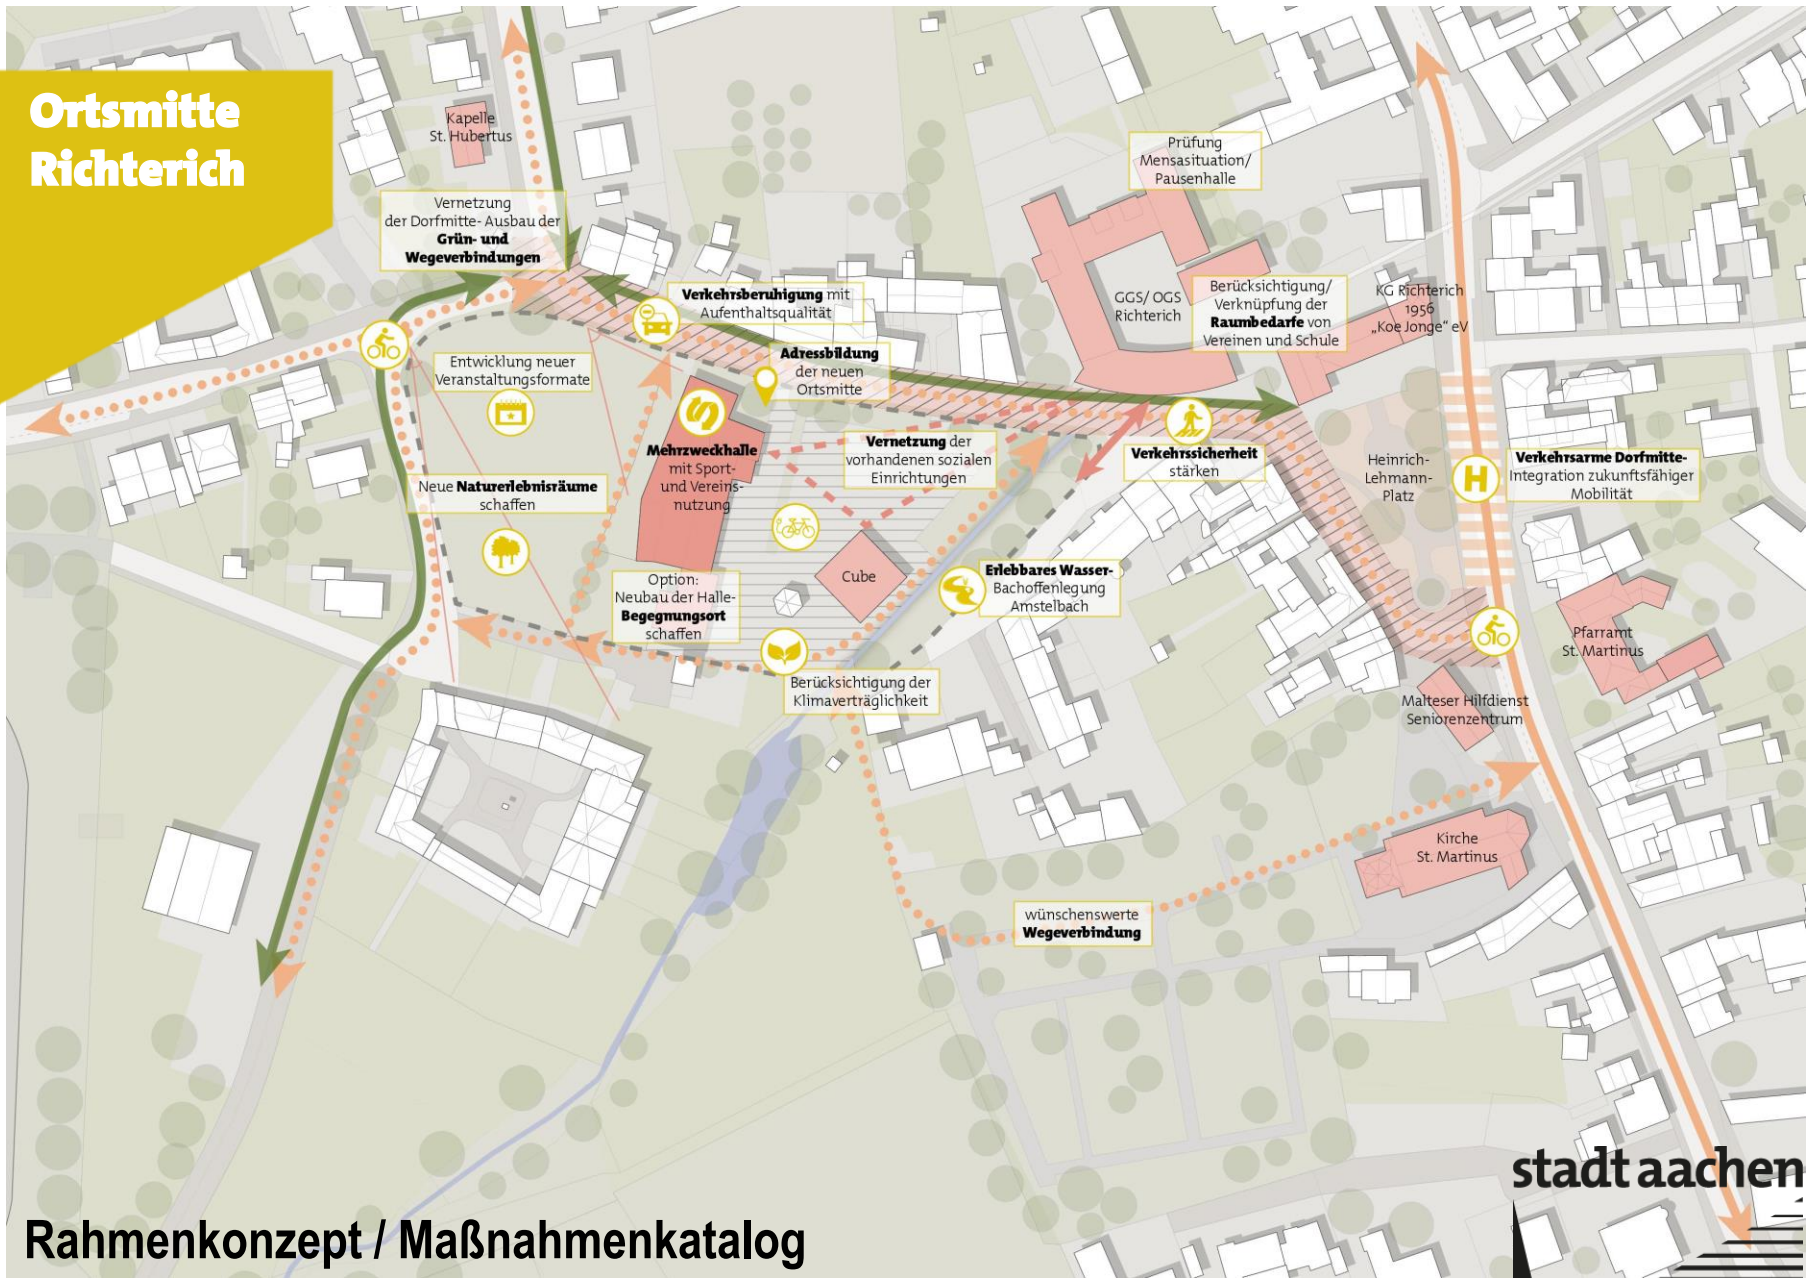 Ortsmitte
Richterich
Kapelle
St. Hubertus
Vernetzung
der Dorfmitte- Ausbau der
Grün- und
Wegeverbindungen
Verkehrsberuhigung mit
Aufenthaltsqualität
Adressbildung
der neuen
Ortsmitte
Entwicklung neuer
Veranstaltungsformate
Neue Naturerlebnisräume
schaffen
Mehrzweckhalle
mit Sport-
und Vereins-
nutzung
Vernetzung der
vorhandenen sozialen
Einrichtungen
Option:
Neubau der Halle-
Begegnungsort
schaffen
Cube
Erlebbares Wasser-
Bachoffenlegung
Amstelbach
Berücksichtigung der
Klimaverträglichkeit
Prüfung
Mensasituation/
Pausenhalle
GGS/ OGS
Richterich
Berücksichtigung/
Verknüpfung der
Raumbedarfe von
Vereinen und Schule
KG Richterich
1956
„Koe Jonge“ eV
Verkehrssicherheit
stärken
Heinrich-
Lehmann-
Platz
H
Verkehrsarme Dorfmitte-
Integration zukunftsfähiger
Mobilität
Pfarramt
St. Martinus
Malteser Hilfdienst
Seniorenzentrum
Kirche
St. Martinus
wünschenswerte
Wegeverbindung
stadt aachen
Rahmenkonzept / Maßnahmenkatalog